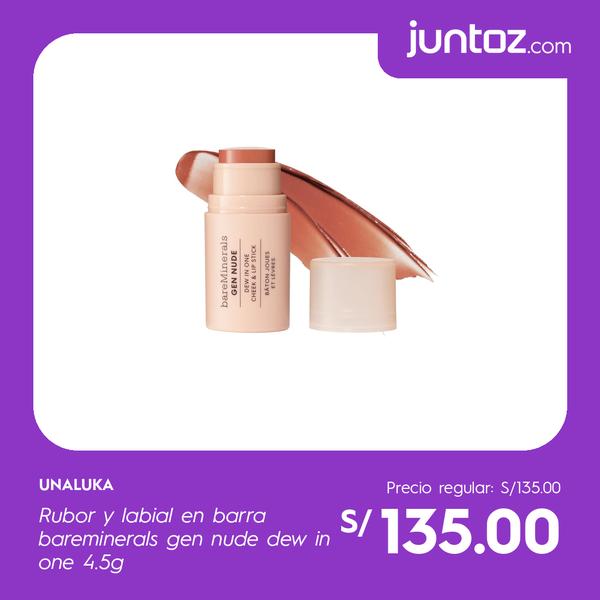 juntoz.com
bareMinerals
GEN NUDE
DEW IN ONE
CHEEK & LIP STICK
BÂTON JOUES
ET LÈVRES
UNALUKA
Rubor y labial en barra
bareminerals gen nude dew in
one 4.5g
Precio regular: S/135.00
S/ 135.00